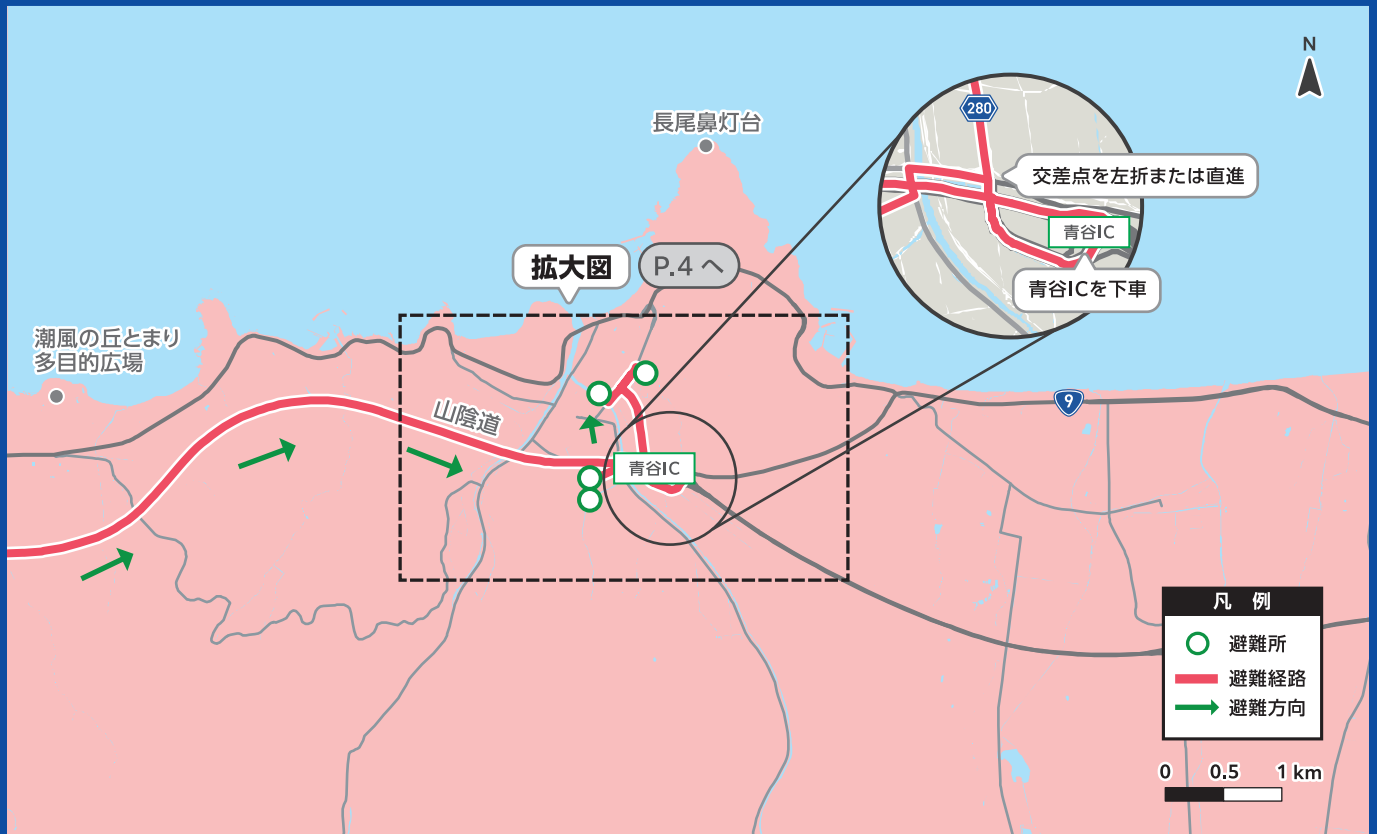 N
長尾鼻灯台
280
交差点を左折または直進
青谷IC
青谷ICを下車
拡大図
P.4 へ
潮風の丘とまり
多目的広場
山陰道
9
青谷IC
凡 例
避難所
避難経路
避難方向
0 0.5 1 km